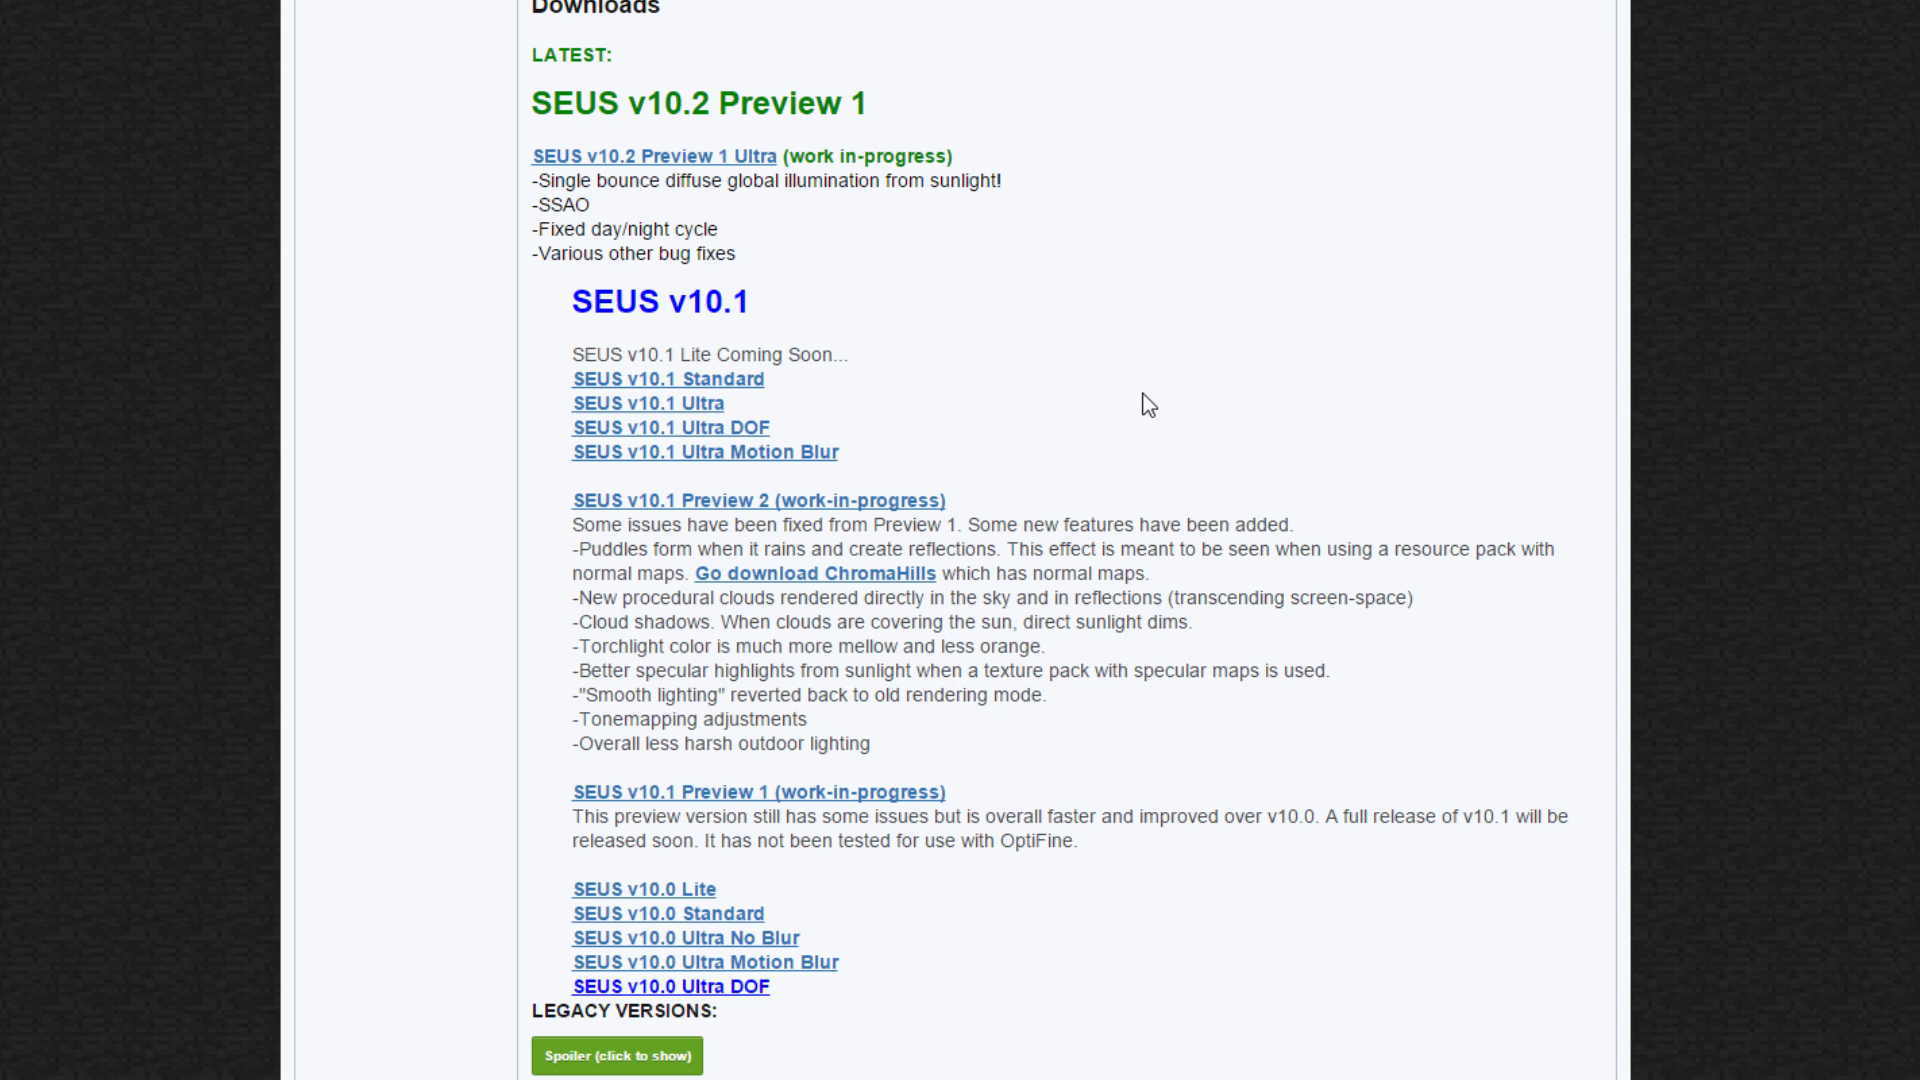 Downloads
LATEST:
SEUS v10.2 Preview 1
SEUS v10.2 Preview 1 Ultra (work in-progress)
-Single bounce diffuse global illumination from sunlight!
-SSAO
-Fixed day/night cycle
-Various other bug fixes
SEUS v10.1
SEUS v10.1 Lite Coming Soon...
SEUS v10.1 Standard
SEUS v10.1 Ultra
SEUS v10.1 Ultra DOF
SEUS v10.1 Ultra Motion Blur
SEUS v10.1 Preview 2 (work-in-progress)
Some issues have been fixed from Preview 1. Some new features have been added.
-Puddles form when it rains and create reflections. This effect is meant to be seen when using a resource pack with
normal maps. Go download ChromaHills which has normal maps.
-New procedural clouds rendered directly in the sky and in reflections (transcending screen-space)
-Cloud shadows. When clouds are covering the sun, direct sunlight dims.
-Torchlight color is much more mellow and less orange.
-Better specular highlights from sunlight when a texture pack with specular maps is used.
-"Smooth lighting" reverted back to old rendering mode.
-Tonemapping adjustments
-Overall less harsh outdoor lighting
SEUS v10.1 Preview 1 (work-in-progress)
This preview version still has some issues but is overall faster and improved over v10.0. A full release of v10.1 will be
released soon. It has not been tested for use with OptiFine.
SEUS v10.0 Lite
SEUS v10.0 Standard
SEUS v10.0 Ultra No Blur
SEUS v10.0 Ultra Motion Blur
SEUS v10.0 Ultra DOF
LEGACY VERSIONS:
Spoiler (click to show)